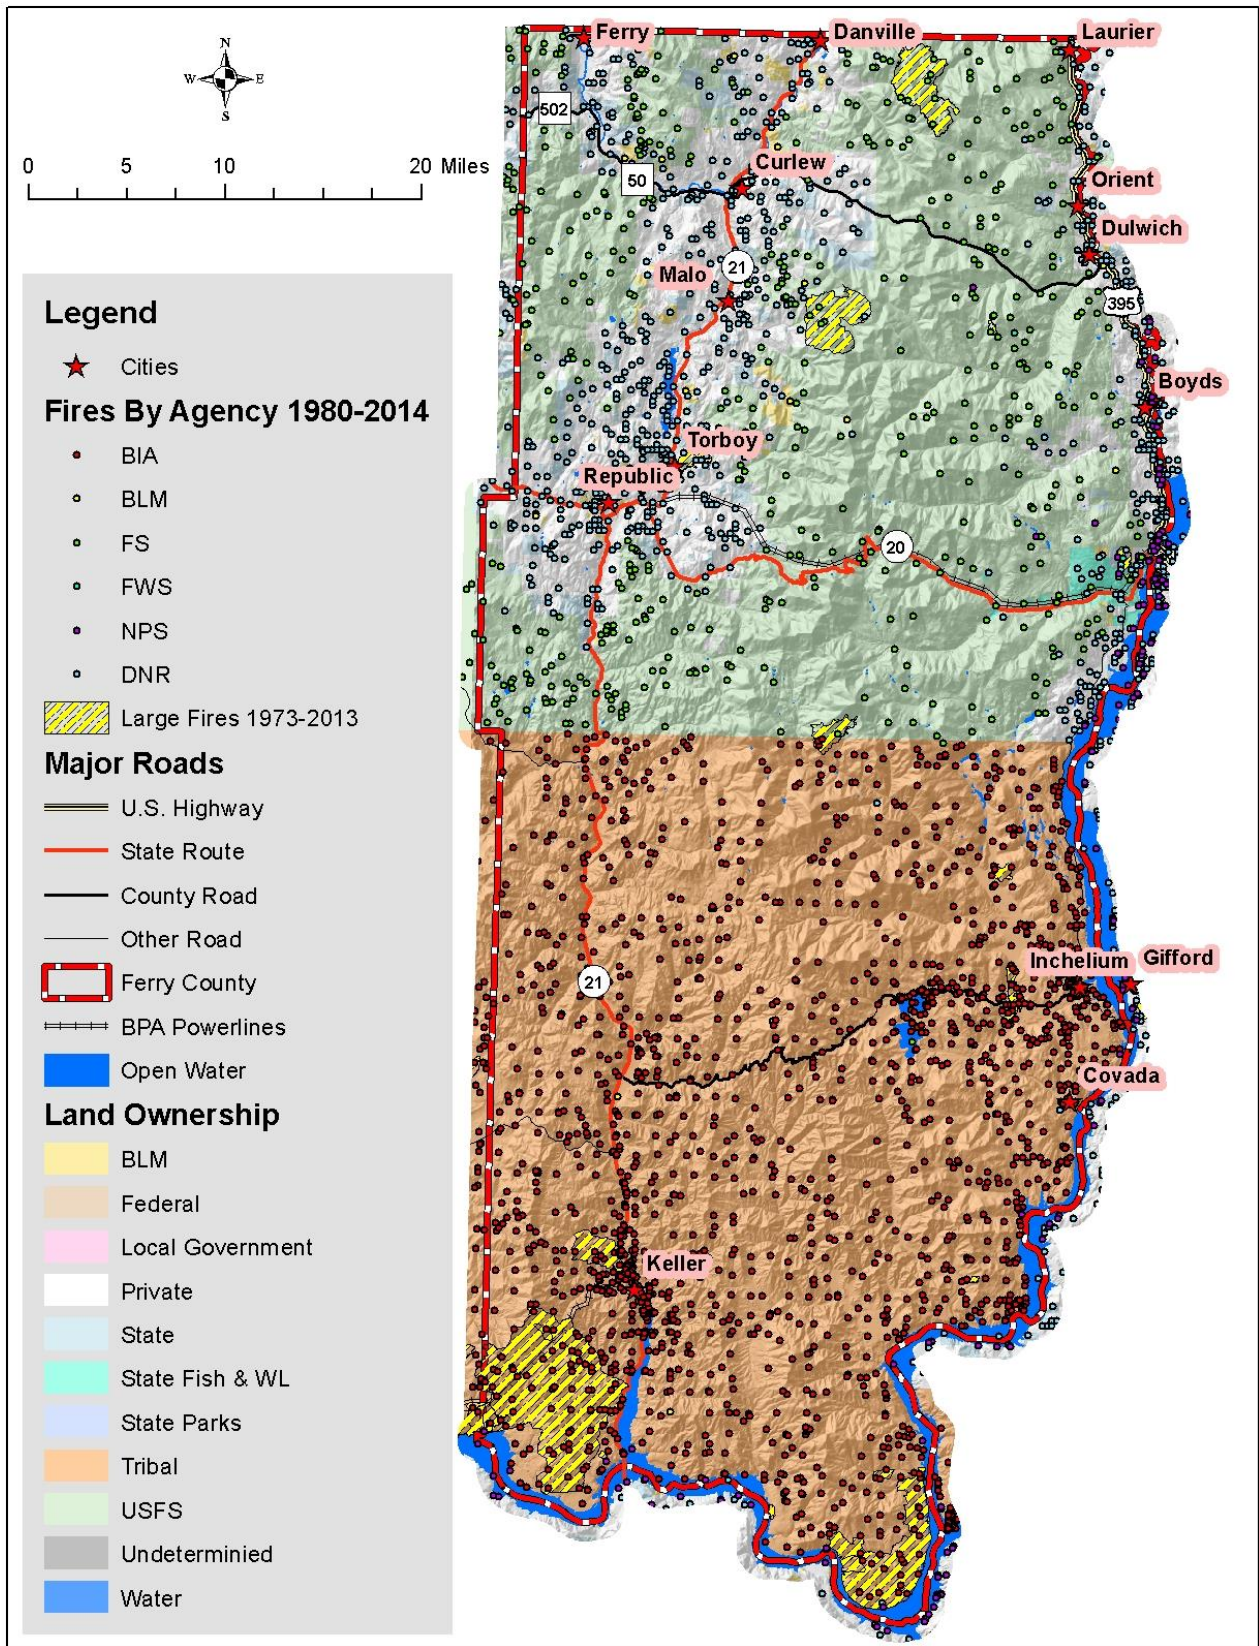 Ferry
Danville
Laurier
N
W
E
S
502
0
5
10
20 Miles
50
Curlew
Orient
Dulwich
Malo
21
395
Legend
Cities
Boyds
Fires By Agency 1980-2014
Torboy
BIA
Republic
BLM
FS
20
FWS
NPS
DNR
Large Fires 1973-2013
Major Roads
U.S. Highway
State Route
County Road
Other Road
Inchelium
Gifford
Ferry County
21
BPA Powerlines
Open Water
Covada
Land Ownership
BLM
Federal
Local Government
Keller
Private
State
State Fish & WL
State Parks
Tribal
USFS
Undeterminied
Water